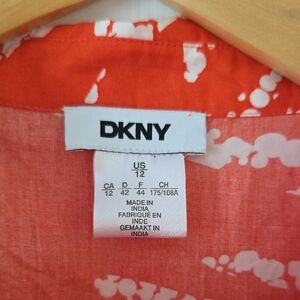 DKNY
US
12
CA D F CH
12 42 44 175/108A
MADE IN
INDIA
FABRIQUÉ EN
INDE
GEMAAKT IN
INDIA